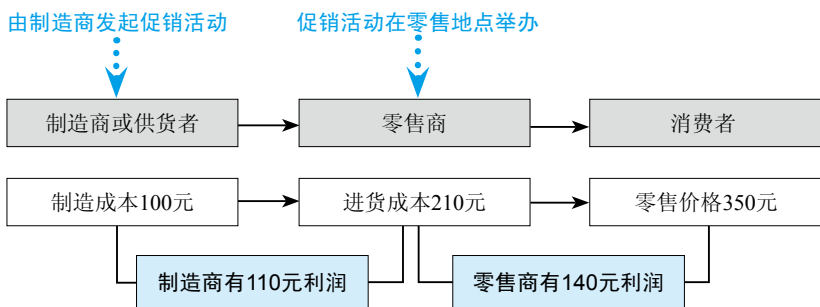 由制造商发起促销活动
促销活动在零售地点举办
制造商或供货者
零售商
消费者
制造成本100元
进货成本210元
零售价格350元
制造商有110元利润
零售商有140元利润